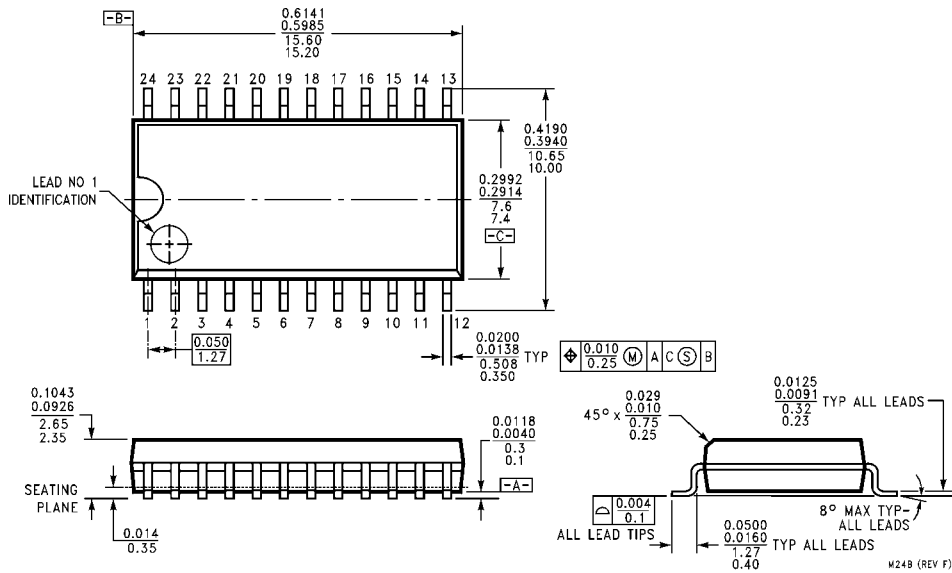 -B-
0.6141
0.5985
15.60
15.20
24 23 22 21 20 19 18 17 16 15 14 13
LEAD NO 1
IDENTIFICATION
0.2992
0.2914
7.6
7.4
-C-
0.4190
0.3940
10.65
10.00
1 2 3 4 5 6 7 8 9 10 11 12
0.050
1.27
0.0200
0.0138
0.508
0.350
TYP
⌖ 0.010
0.25
Ⓜ A C Ⓢ B
0.1043
0.0926
2.65
2.35
0.0118
0.0040
0.3
0.1
-A-
SEATING
PLANE
0.014
0.35
45° x
0.029
0.010
0.75
0.25
0.0125
0.0091
0.32
0.23
TYP ALL LEADS
0.004
0.1
ALL LEAD TIPS
0.0500
0.0160
1.27
0.40
TYP ALL LEADS
8° MAX TYP-
ALL LEADS
M24B (REV F)